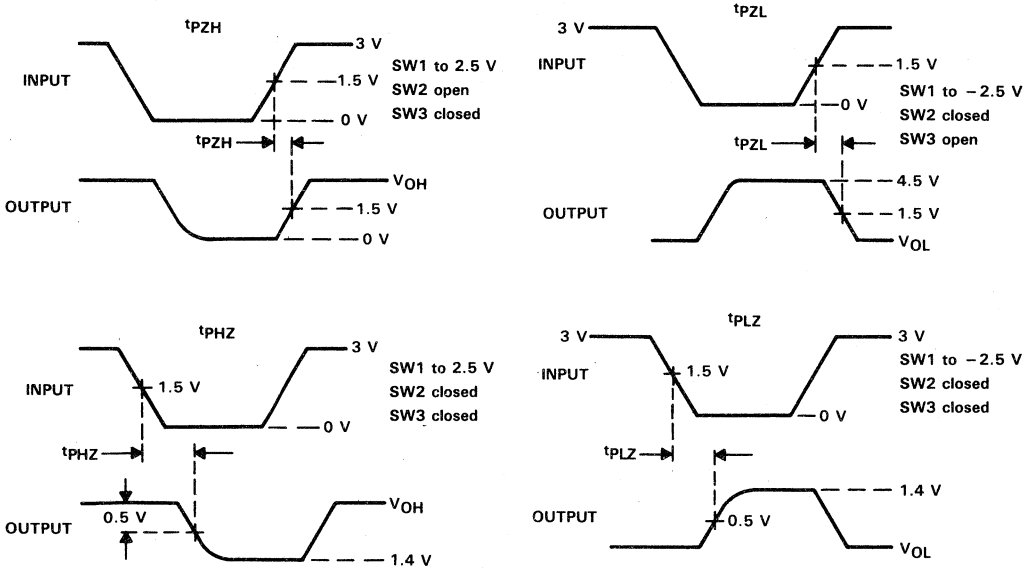 tPZH
3 V
INPUT
1.5 V
0 V
SW1 to 2.5 V
SW2 open
SW3 closed
tPZH
VOH
OUTPUT
1.5 V
0 V
tPZL
3 V
INPUT
1.5 V
0 V
SW1 to −2.5 V
SW2 closed
SW3 open
tPZL
4.5 V
OUTPUT
1.5 V
VOL
tPHZ
3 V
INPUT
1.5 V
0 V
SW1 to 2.5 V
SW2 closed
SW3 closed
tPHZ
VOH
0.5 V
OUTPUT
1.4 V
tPLZ
3 V
3 V
INPUT
1.5 V
0 V
SW1 to −2.5 V
SW2 closed
SW3 closed
tPLZ
1.4 V
OUTPUT
0.5 V
VOL